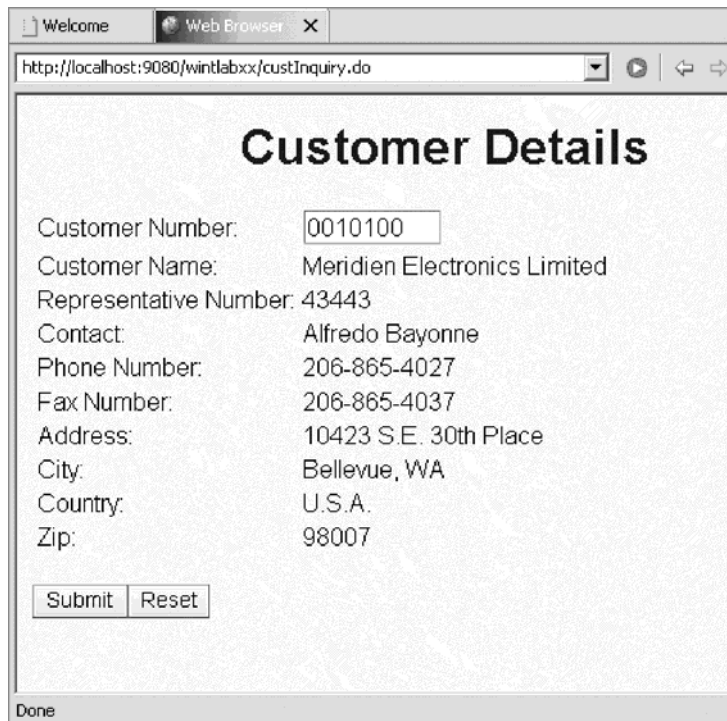 Welcome
Web Browser
http://localhost:9080/wintlabxx/custInquiry.do
Customer Details
Customer Number: 0010100
Customer Name: Meridien Electronics Limited
Representative Number: 43443
Contact: Alfredo Bayonne
Phone Number: 206-865-4027
Fax Number: 206-865-4037
Address: 10423 S.E. 30th Place
City: Bellevue, WA
Country: U.S.A.
Zip: 98007
Submit Reset
Done